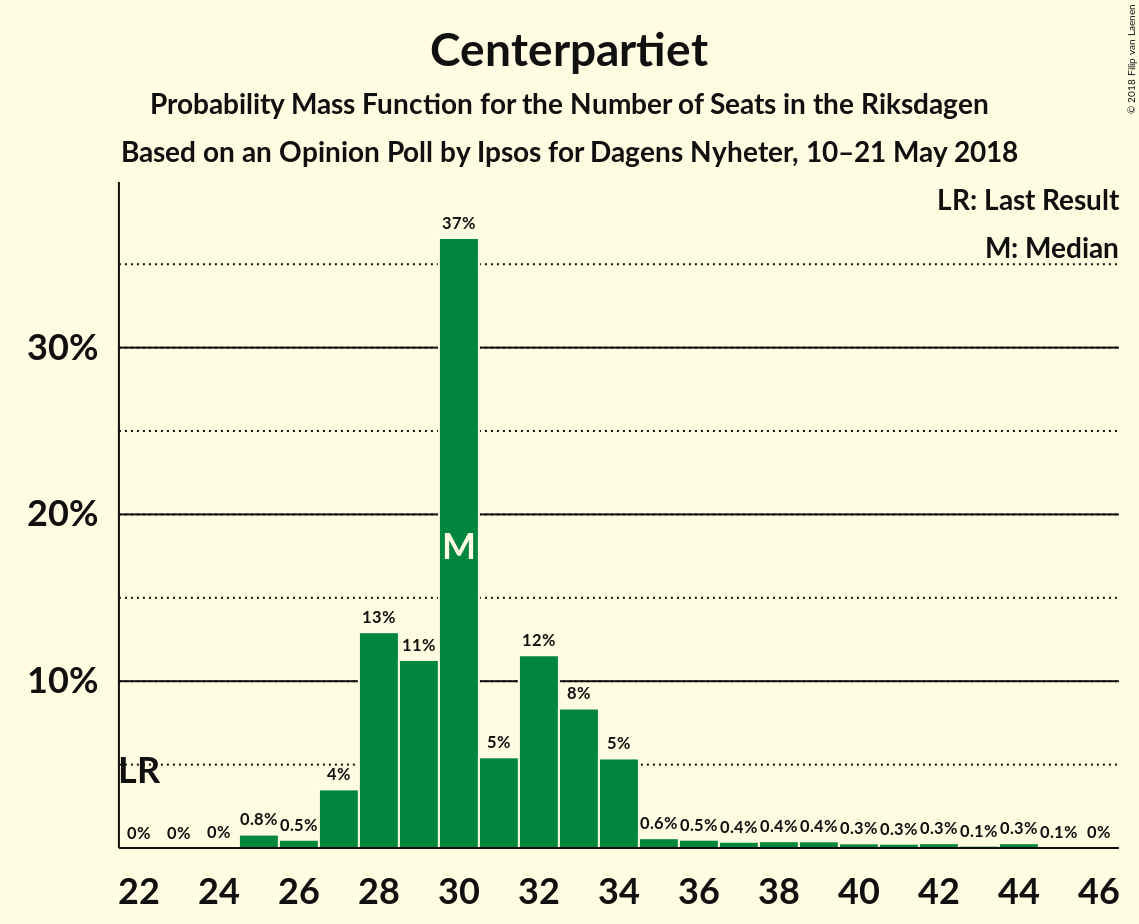 Centerpartiet
Probability Mass Function for the Number of Seats in the Riksdagen
Based on an Opinion Poll by Ipsos for Dagens Nyheter, 10–21 May 2018
© 2018 Filip van Laenen
LR: Last Result
M: Median
30%
20%
10%
37%
M
13%
11%
12%
8%
5%
5%
4%
LR
0% 0% 0% 0.8% 0.5% 0.6% 0.5% 0.4% 0.4% 0.4% 0.3% 0.3% 0.3% 0.1% 0.3% 0.1% 0%
22 24 26 28 30 32 34 36 38 40 42 44 46